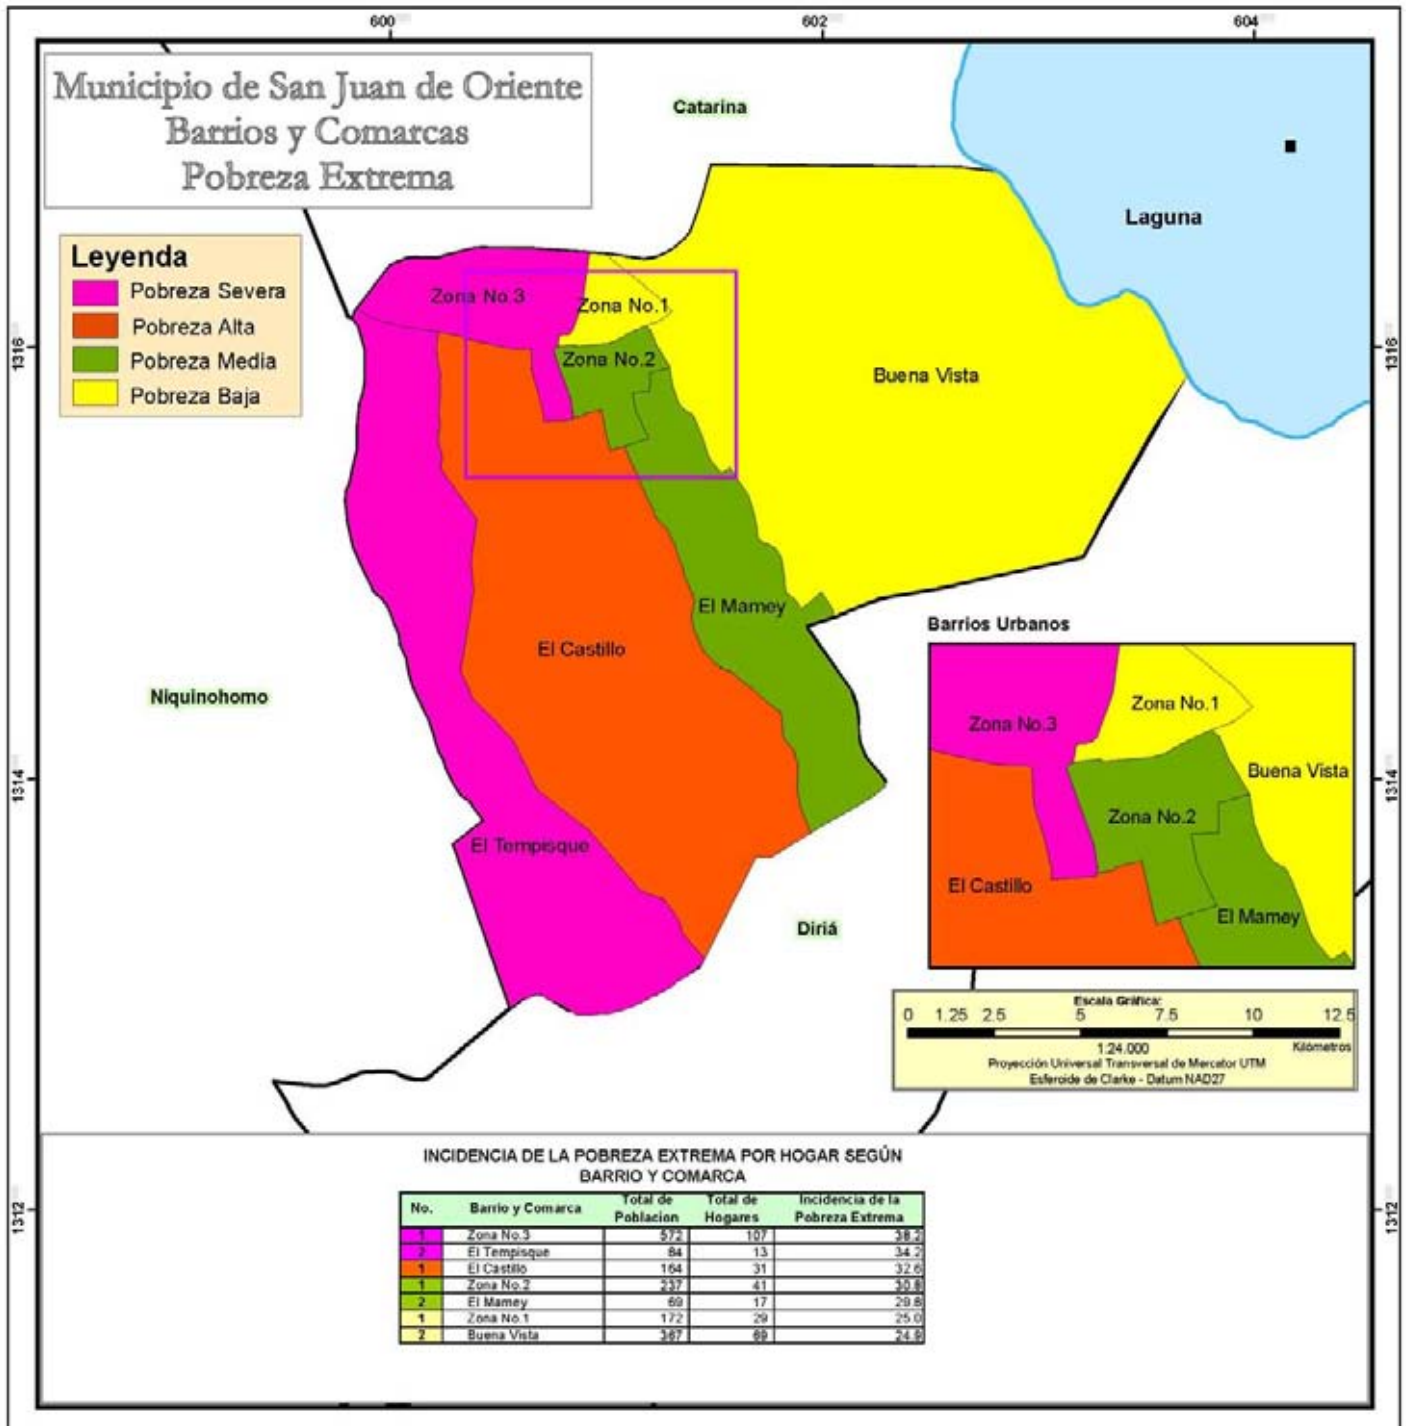 600 602 604
Municipio de San Juan de Oriente
Barrios y Comarcas
Pobreza Extrema
Catarina
Laguna
Leyenda
Pobreza Severa
Pobreza Alta
Pobreza Media
Pobreza Baja
Zona No.3
Zona No.1
Zona No.2
Buena Vista
1316 1316
El Mamey
El Castillo
Niquinohomo
El Tempisque
Diriá
1314 1314
Barrios Urbanos
Zona No.1
Zona No.3
Buena Vista
Zona No.2
El Castillo
El Mamey
Escala Gráfica:
0 1.25 2.5 5 7.5 10 12.5
1:24.000 Kilómetros
Proyección Universal Transversal de Mercator UTM
Esferoide de Clarke - Datum NAD27
INCIDENCIA DE LA POBREZA EXTREMA POR HOGAR SEGÚN
BARRIO Y COMARCA
No. Barrio y Comarca Total de Poblacion Total de Hogares Incidencia de la Pobreza Extrema
1 Zona No.3 572 107 38.2
2 El Tempisque 84 13 34.2
1 El Castillo 164 31 32.6
1 Zona No.2 237 41 30.8
2 El Mamey 69 17 29.8
1 Zona No.1 172 29 25.0
2 Buena Vista 367 69 24.9
1312 1312